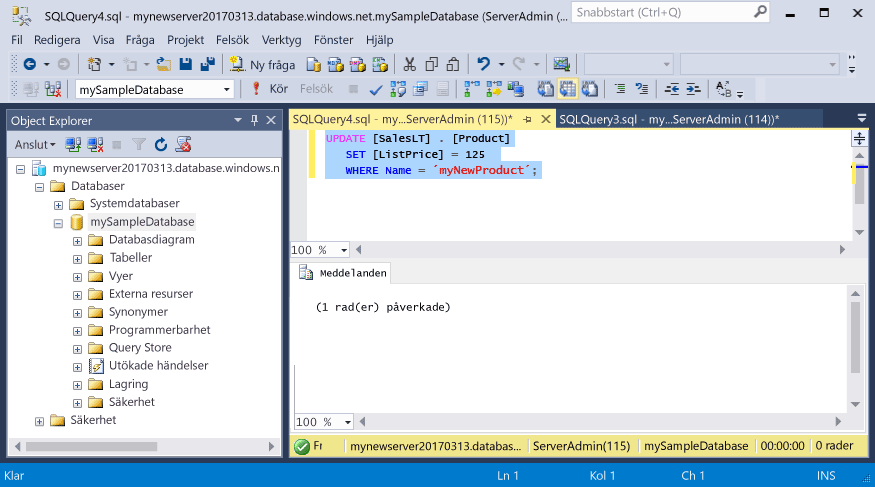 SQLQuery4.sql - mynewserver20170313.database.windows.net.mySampleDatabase (ServerAdmin (...
Snabbstart (Ctrl+Q)
Fil Redigera Visa Fråga Projekt Felsök Verktyg Fönster Hjälp
Ny fråga
mySampleDatabase Kör Felsök
Object Explorer
Anslut
mynewserver20170313.database.windows.n
Databaser
Systemdatabaser
mySampleDatabase
Databasdiagram
Tabeller
Vyer
Externa resurser
Synonymer
Programmerbarhet
Query Store
Utökade händelser
Lagring
Säkerhet
Säkerhet
SQLQuery4.sql - my...ServerAdmin (115))* SQLQuery3.sql - my...ServerAdmin (114))*
UPDATE [SalesLT] . [Product]
SET [ListPrice] = 125
WHERE Name = ´myNewProduct´;
100 %
Meddelanden
(1 rad(er) påverkade)
100 %
Fr mynewserver20170313.databas... ServerAdmin(115) mySampleDatabase 00:00:00 0 rader
Klar Ln 1 Kol 1 Ch 1 INS